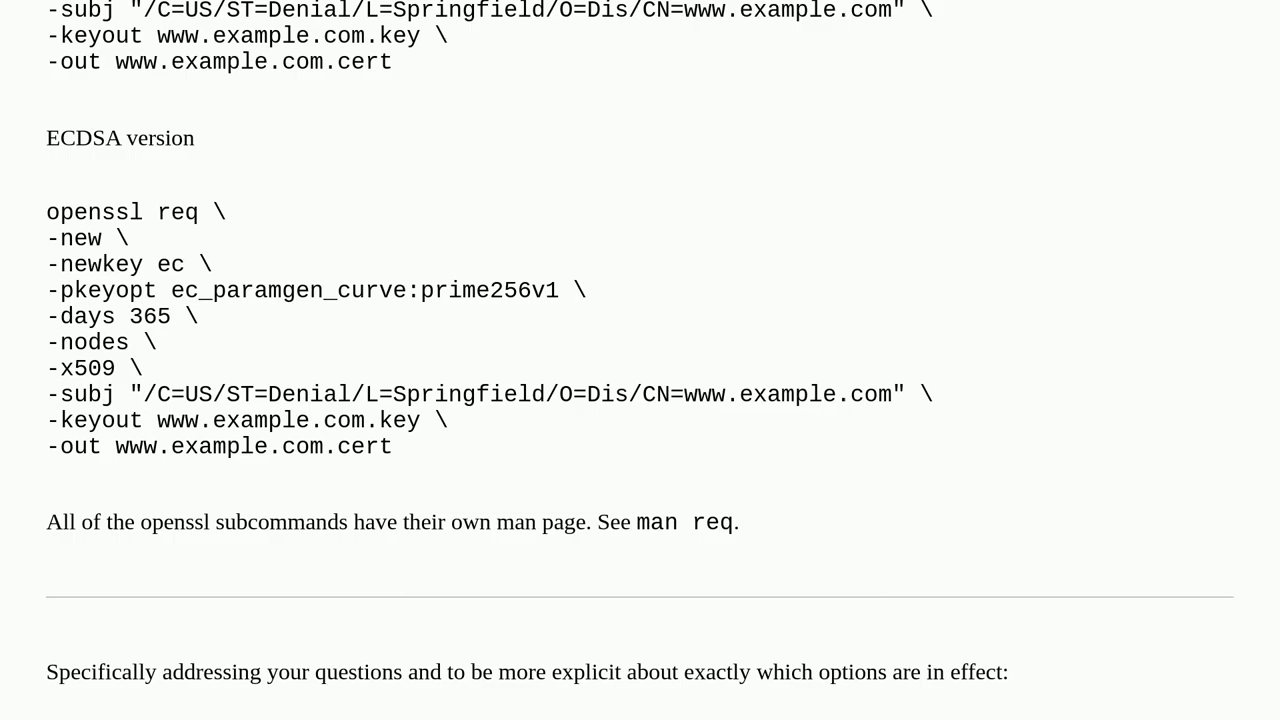 -subj "/C=US/ST=Denial/L=Springfield/O=Dis/CN=www.example.com" \
-keyout www.example.com.key \
-out www.example.com.cert
ECDSA version
openssl req \
-new \
-newkey ec \
-pkeyopt ec_paramgen_curve:prime256v1 \
-days 365 \
-nodes \
-x509 \
-subj "/C=US/ST=Denial/L=Springfield/O=Dis/CN=www.example.com" \
-keyout www.example.com.key \
-out www.example.com.cert
All of the openssl subcommands have their own man page. See man req.
Specifically addressing your questions and to be more explicit about exactly which options are in effect: